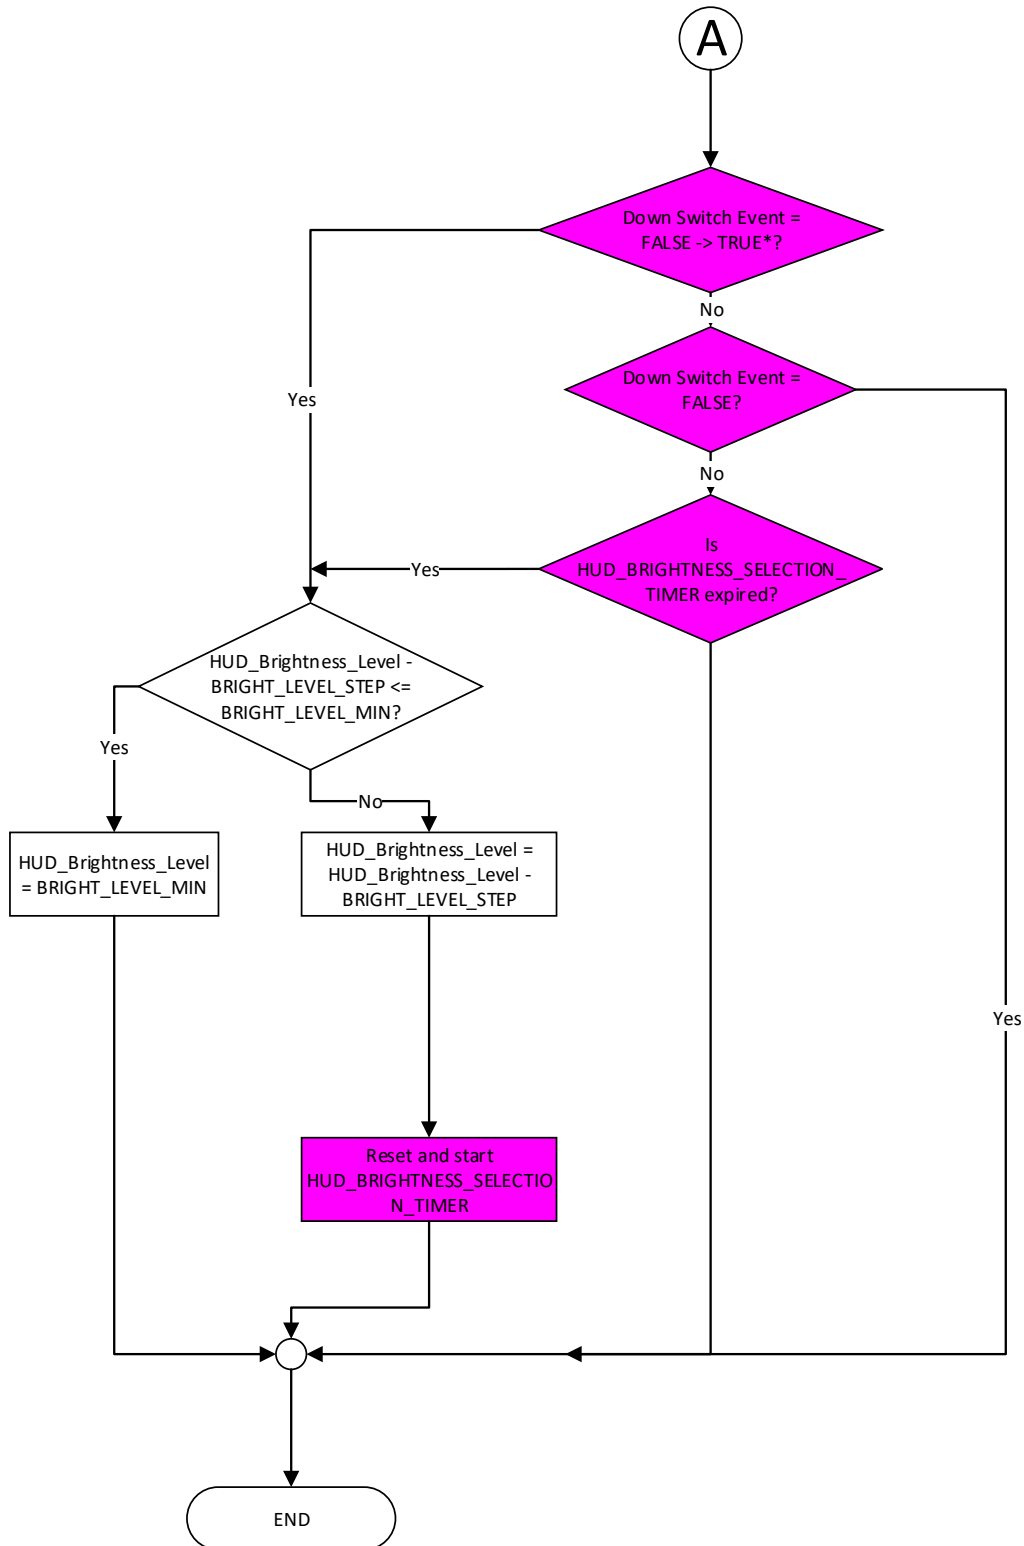 A
Down Switch Event =
FALSE -> TRUE*?
No
Down Switch Event =
FALSE?
Yes
No
Is
HUD_BRIGHTNESS_SELECTION_
TIMER expired?
Yes
HUD_Brightness_Level -
BRIGHT_LEVEL_STEP <=
BRIGHT_LEVEL_MIN?
Yes
No
HUD_Brightness_Level
= BRIGHT_LEVEL_MIN
HUD_Brightness_Level =
HUD_Brightness_Level -
BRIGHT_LEVEL_STEP
Yes
Reset and start
HUD_BRIGHTNESS_SELECTIO
N_TIMER
END